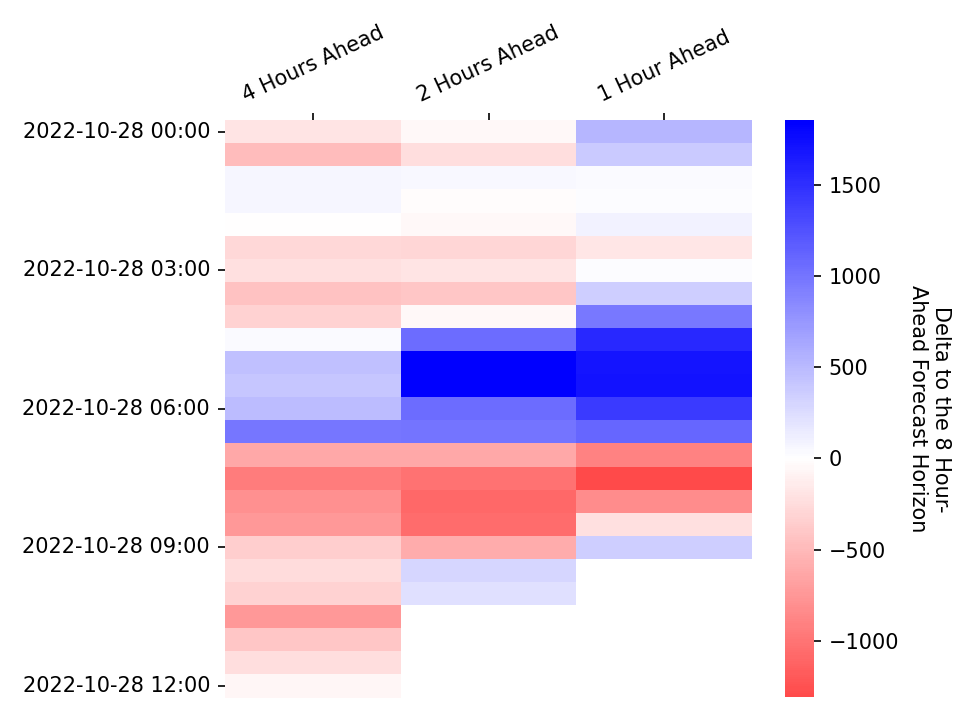 4 Hours Ahead
2 Hours Ahead
1 Hour Ahead
2022-10-28 00:00
2022-10-28 03:00
2022-10-28 06:00
2022-10-28 09:00
2022-10-28 12:00
1500
1000
500
0
−500
−1000
Delta to the 8 Hour-
Ahead Forecast Horizon